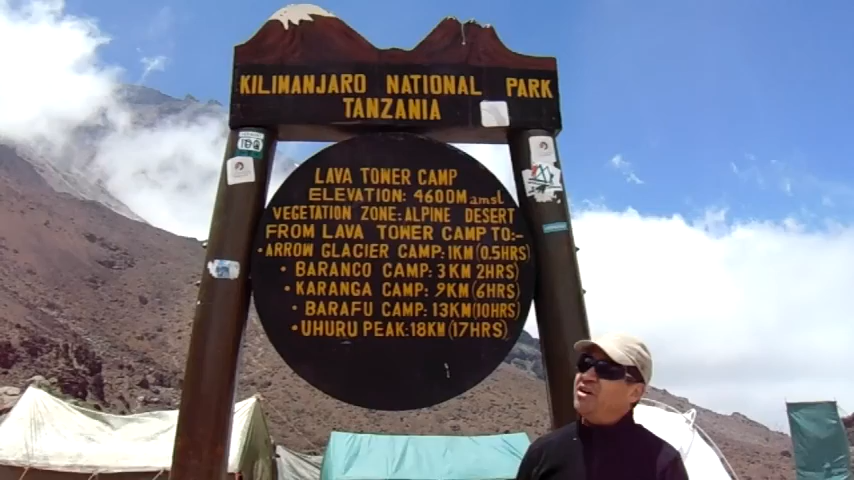 KILIMANJARO NATIONAL PARK
TANZANIA
LAVA TOWER CAMP
ELEVATION: 4600M amsl
VEGETATION ZONE: ALPINE DESERT
FROM LAVA TOWER CAMP TO:-
• ARROW GLACIER CAMP: 1KM (0.5HRS)
• BARANCO CAMP: 3KM 2HRS)
• KARANGA CAMP: 9KM (6HRS)
• BARAFU CAMP: 13KM (10HRS)
• UHURU PEAK: 18KM (17HRS)